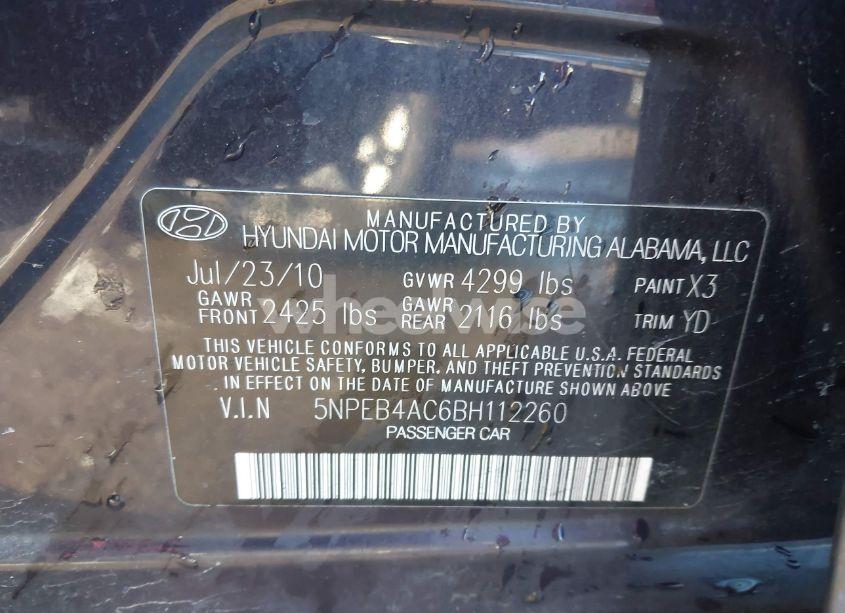 MANUFACTURED BY
HYUNDAI MOTOR MANUFACTURING ALABAMA, LLC
Jul/23/10 GVWR 4299 lbs PAINT X3
GAWR FRONT 2425 lbs GAWR REAR 2116 lbs TRIM YD
wheelwise
THIS VEHICLE CONFORMS TO ALL APPLICABLE U.S.A. FEDERAL
MOTOR VEHICLE SAFETY, BUMPER, AND THEFT PREVENTION STANDARDS
IN EFFECT ON THE DATE OF MANUFACTURE SHOWN ABOVE
V.I.N 5NPEB4AC6BH112260
PASSENGER CAR